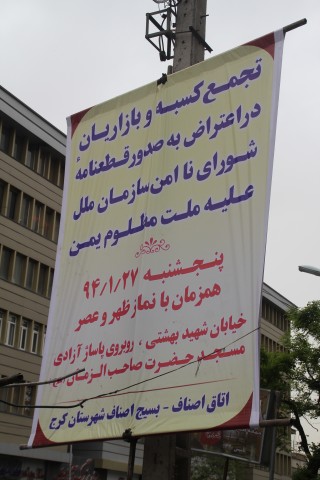 تجمع کسبه و بازاریان
در اعتراض به صدور قطعنامهٔ
شورای نا امن سازمان ملل
علیه ملت مظلوم یمن
پنجشنبه ۹۴/۱/۲۷
همزمان با نماز ظهر و عصر
خیابان شهید بهشتی ، روبروی پاساژ آزادی
مسجد حضرت صاحب الزمان
اتاق اصناف - بسیج اصناف شهرستان کرج